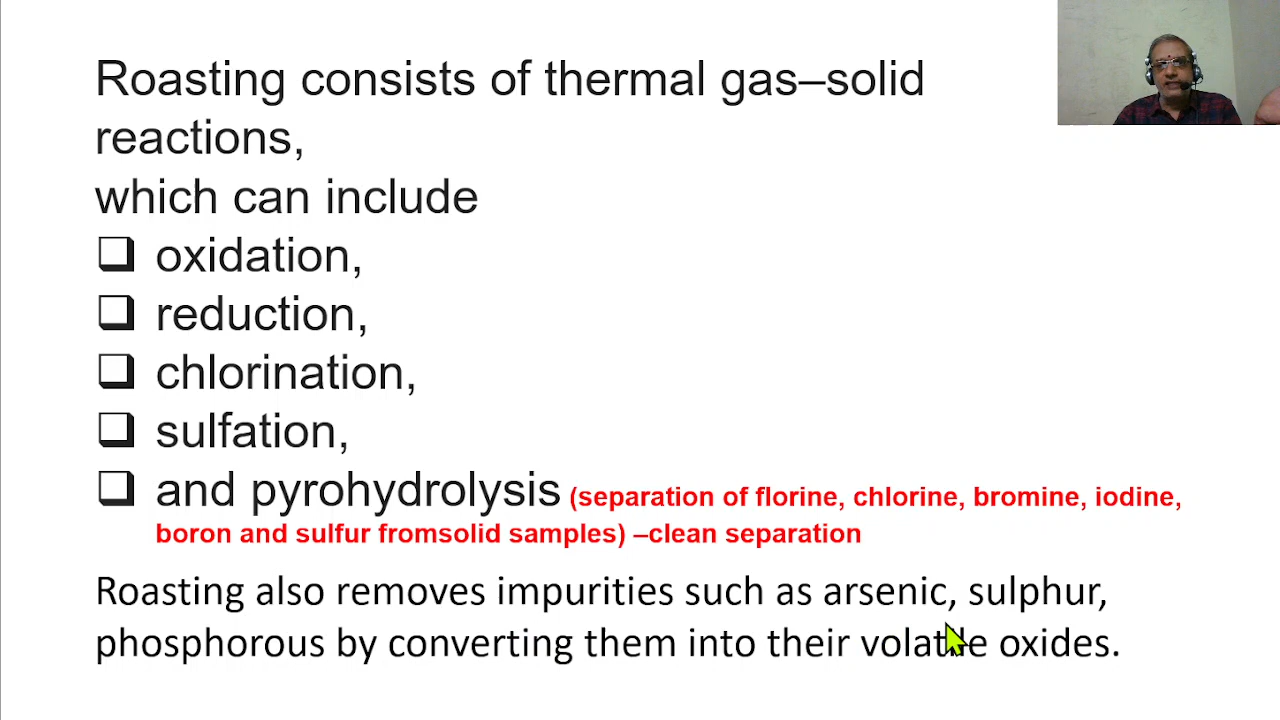 Roasting consists of thermal gas–solid
reactions,
which can include
❑ oxidation,
❑ reduction,
❑ chlorination,
❑ sulfation,
❑ and pyrohydrolysis (separation of florine, chlorine, bromine, iodine,
boron and sulfur fromsolid samples) –clean separation
Roasting also removes impurities such as arsenic, sulphur,
phosphorous by converting them into their volatile oxides.